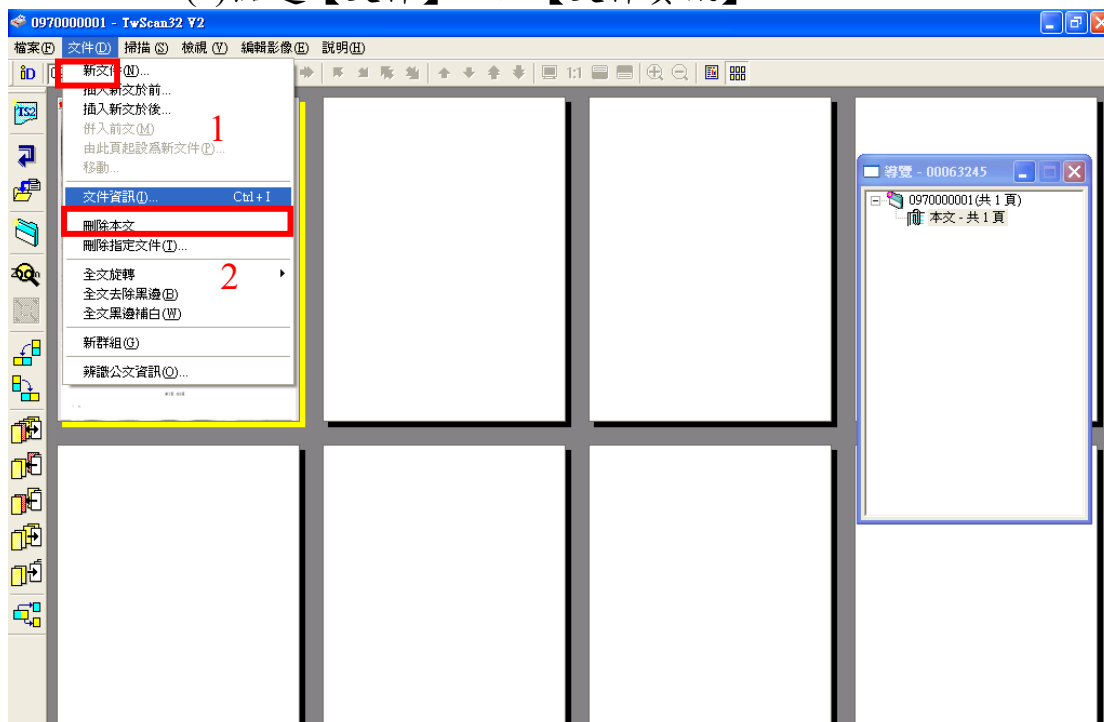 0970000001 - TwScan32 V2
檔案(F) 文件(D) 掃描(S) 檢視(V) 編輯影像(E) 說明(H)
iD 1:1
新文件(N)...
插入新文於前...
插入新文於後...
併入前文(M)
1
由此頁起設為新文件(P)...
移動...
文件資訊(I)... Ctrl+I
刪除本文
刪除指定文件(T)...
全文旋轉
2
全文去除黑邊(B)
全文黑邊補白(W)
新群組(G)
辨識公文資訊(O)...
TS2
導覽 - 00063245
0970000001(共 1 頁)
本文 - 共 1 頁